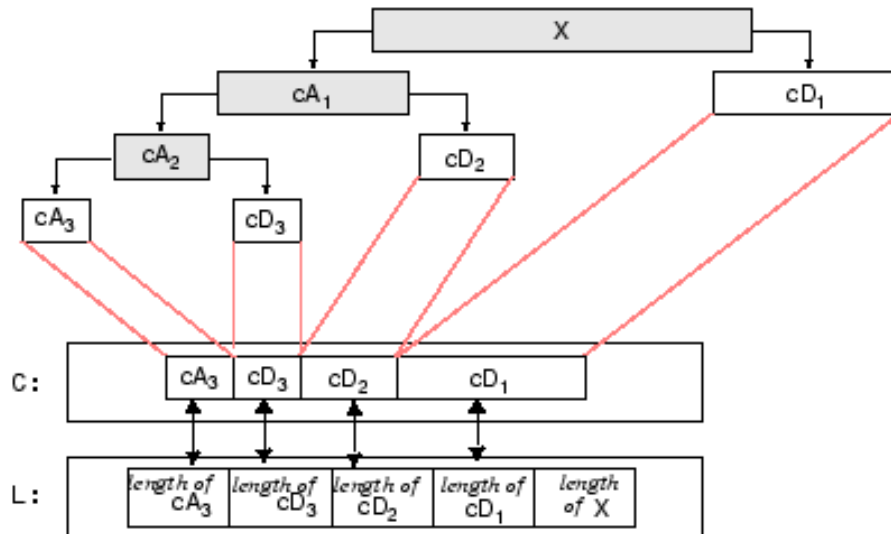 X
cA₁
cD₁
cA₂
cD₂
cA₃
cD₃
C:
cA₃ cD₃ cD₂ cD₁
L:
length of cA₃
length of cD₃
length of cD₂
length of cD₁
length of X